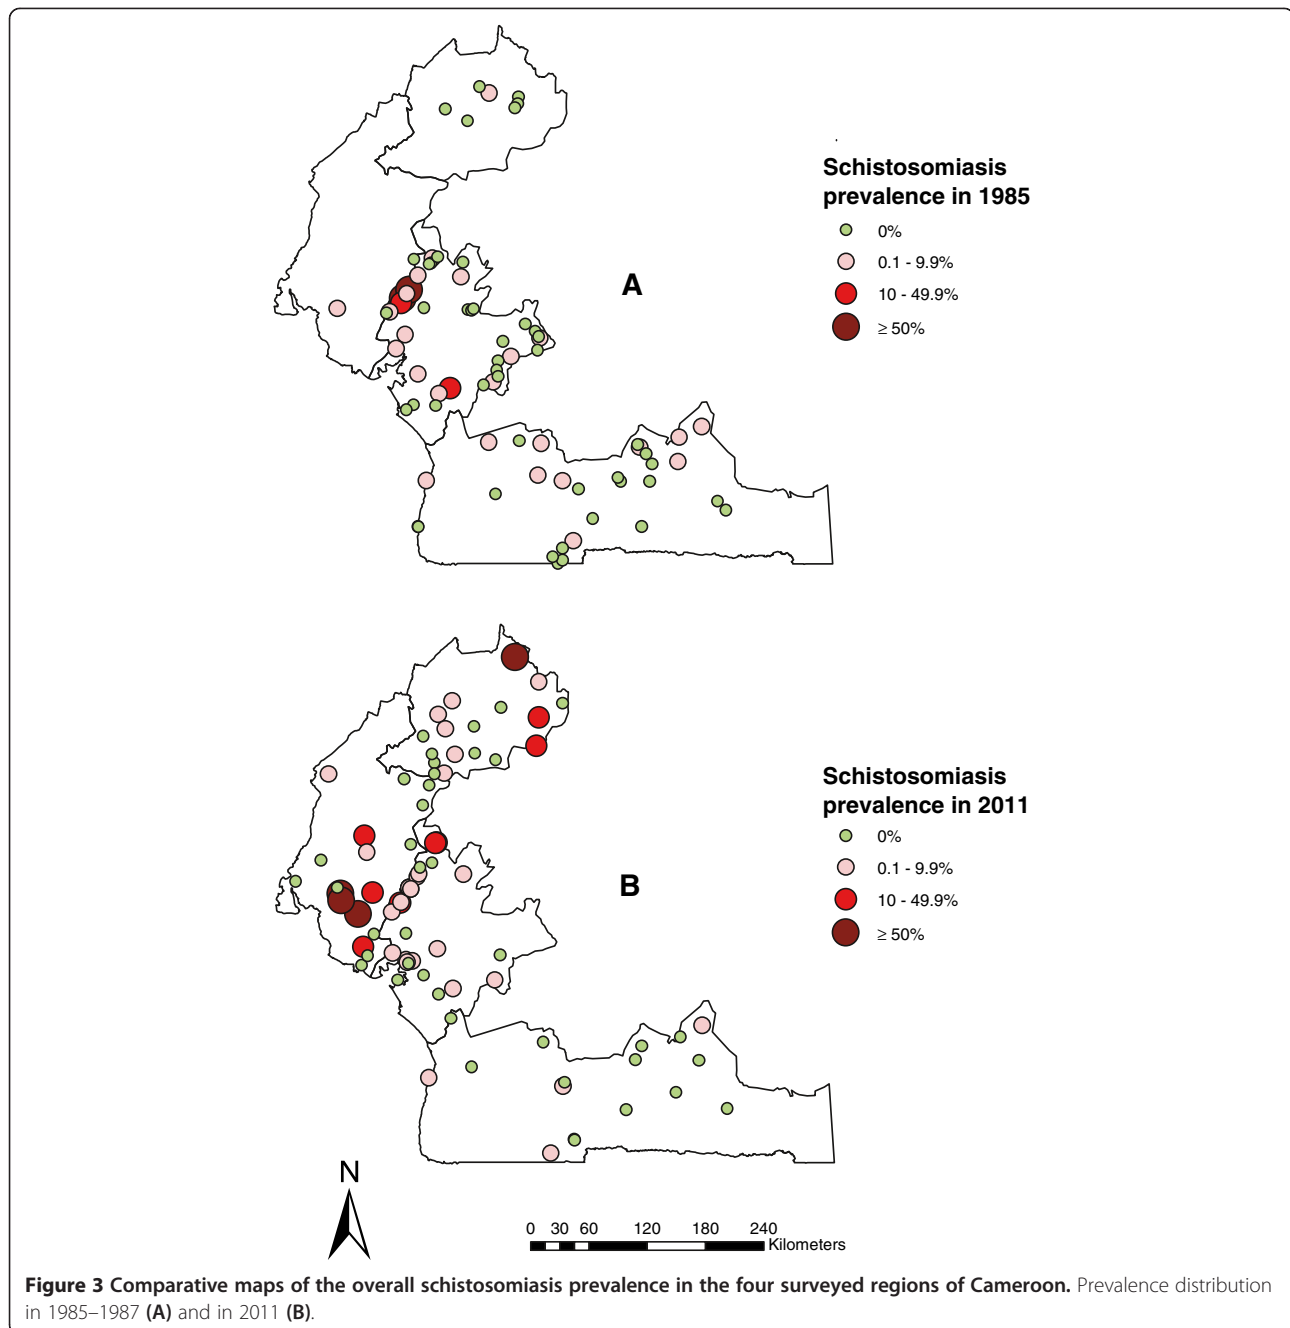 Schistosomiasis
prevalence in 1985
0%
0.1 - 9.9%
10 - 49.9%
≥ 50%
A
Schistosomiasis
prevalence in 2011
0%
0.1 - 9.9%
10 - 49.9%
≥ 50%
B
N
0 30 60 120 180 240
Kilometers
Figure 3 Comparative maps of the overall schistosomiasis prevalence in the four surveyed regions of Cameroon. Prevalence distribution
in 1985–1987 (A) and in 2011 (B).